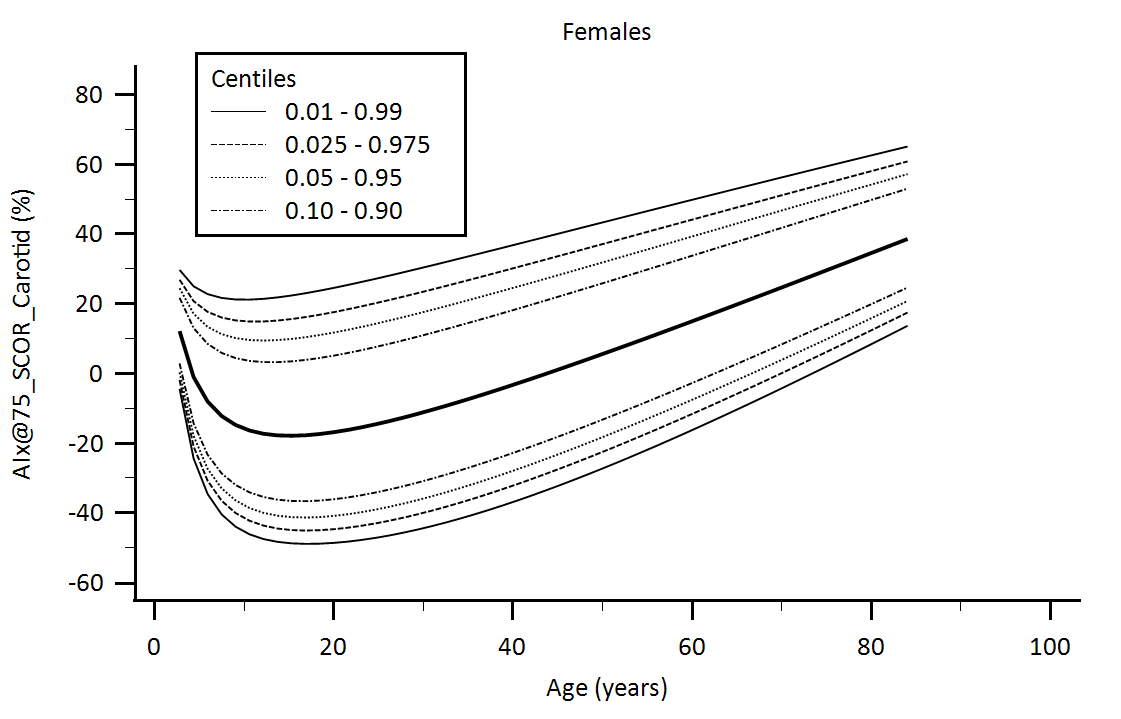 Females
Centiles
0.01 - 0.99
0.025 - 0.975
0.05 - 0.95
0.10 - 0.90
AIx@75_SCOR_Carotid (%)
80
60
40
20
0
-20
-40
-60
0 20 40 60 80 100
Age (years)